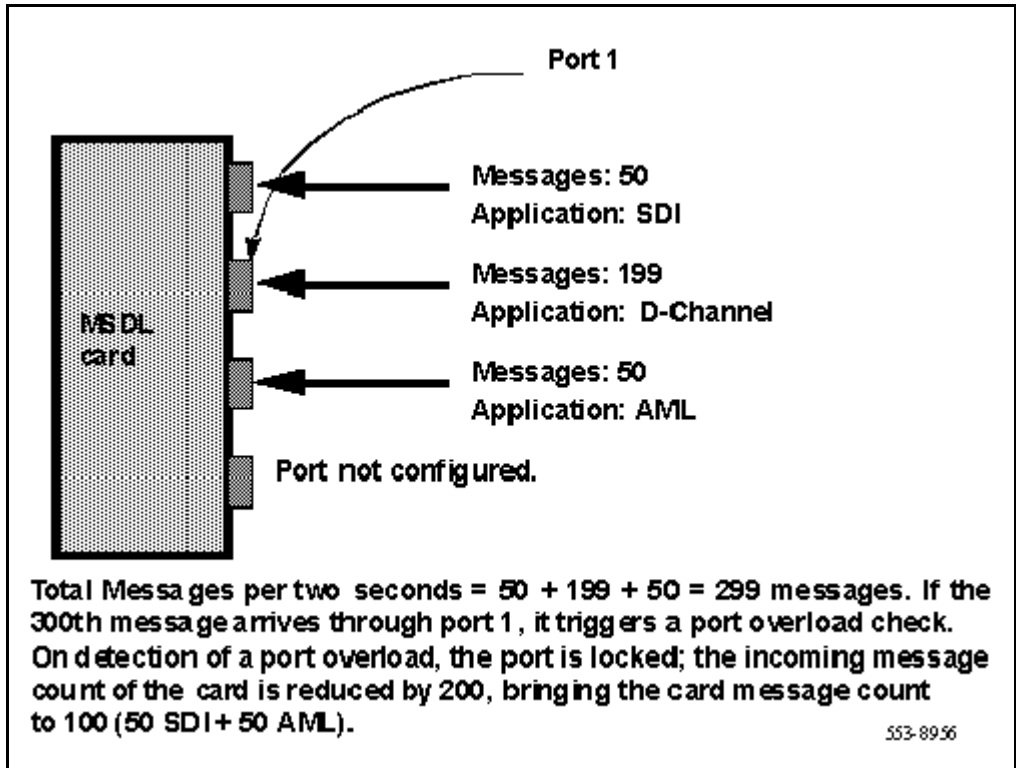 Port 1
Messages: 50
Application: SDI
Messages: 199
Application: D-Channel
MSDL
card
Messages: 50
Application: AML
Port not configured.
Total Messages per two seconds = 50 + 199 + 50 = 299 messages. If the
300th message arrives through port 1, it triggers a port overload check.
On detection of a port overload, the port is locked; the incoming message
count of the card is reduced by 200, bringing the card message count
to 100 (50 SDI + 50 AML).
553-8956